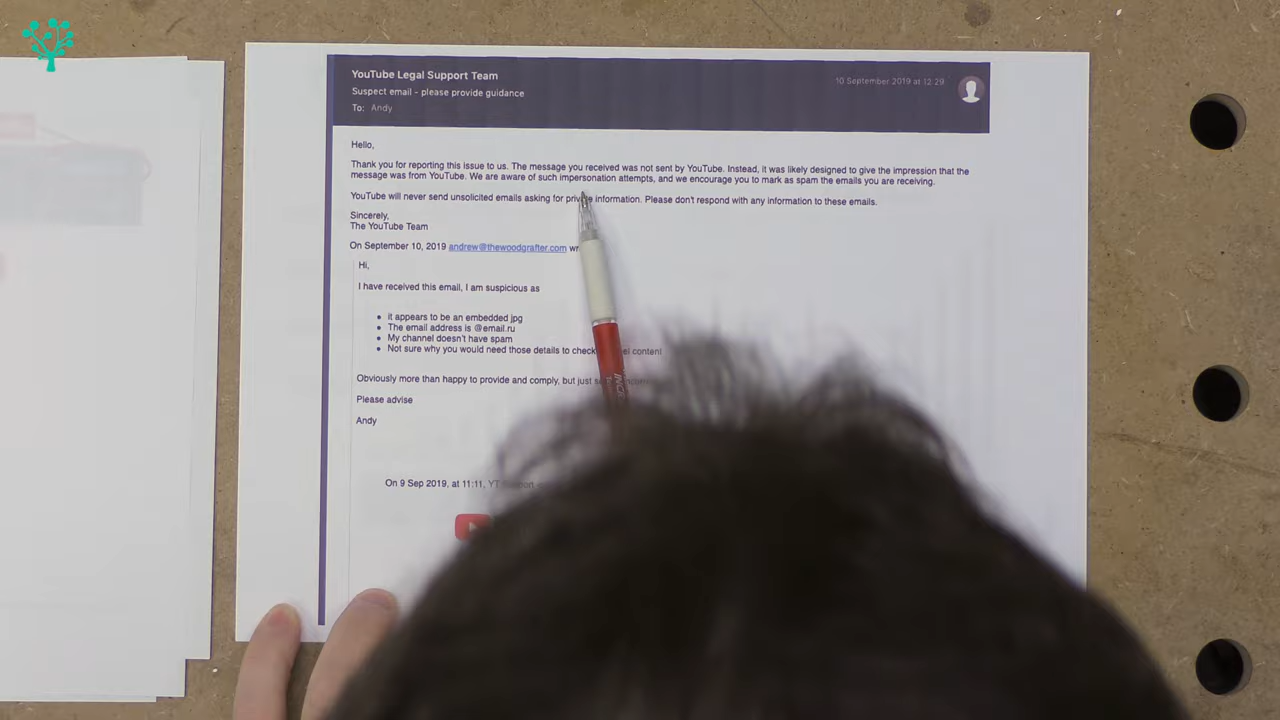 YouTube Legal Support Team
10 September 2019 at 12:29
Suspect email - please provide guidance
To: Andy
Hello,
Thank you for reporting this issue to us. The message you received was not sent by YouTube. Instead, it was likely designed to give the impression that the
message was from YouTube. We are aware of such impersonation attempts, and we encourage you to mark as spam the emails you are receiving.
YouTube will never send unsolicited emails asking for private information. Please don't respond with any information to these emails.
Sincerely,
The YouTube Team
On September 10, 2019 andrew@thewoodgrafter.com
Hi,
I have received this email, I am suspicious as
• it appears to be an embedded jpg
• The email address is @email.ru
• My channel doesn't have spam
• Not sure why you would need those details to check content
Obviously more than happy to provide and comply, but just
Please advise
Andy
On 9 Sep 2019, at 11:11, YT